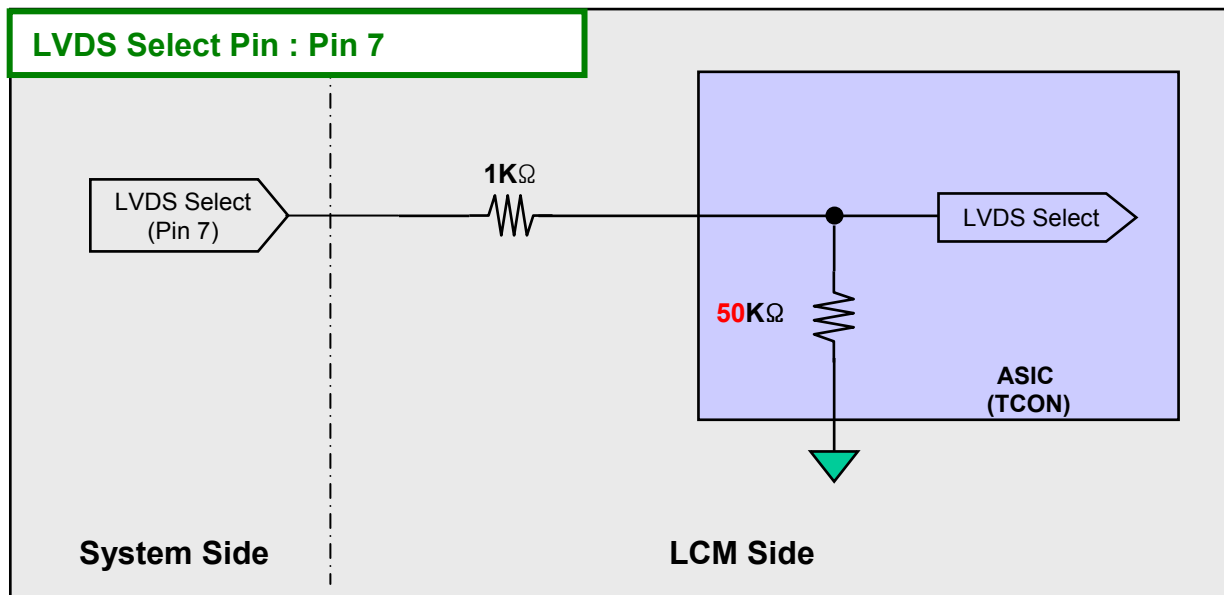 LVDS Select Pin : Pin 7
1KΩ
LVDS Select
(Pin 7)
LVDS Select
50KΩ
ASIC
(TCON)
System Side
LCM Side